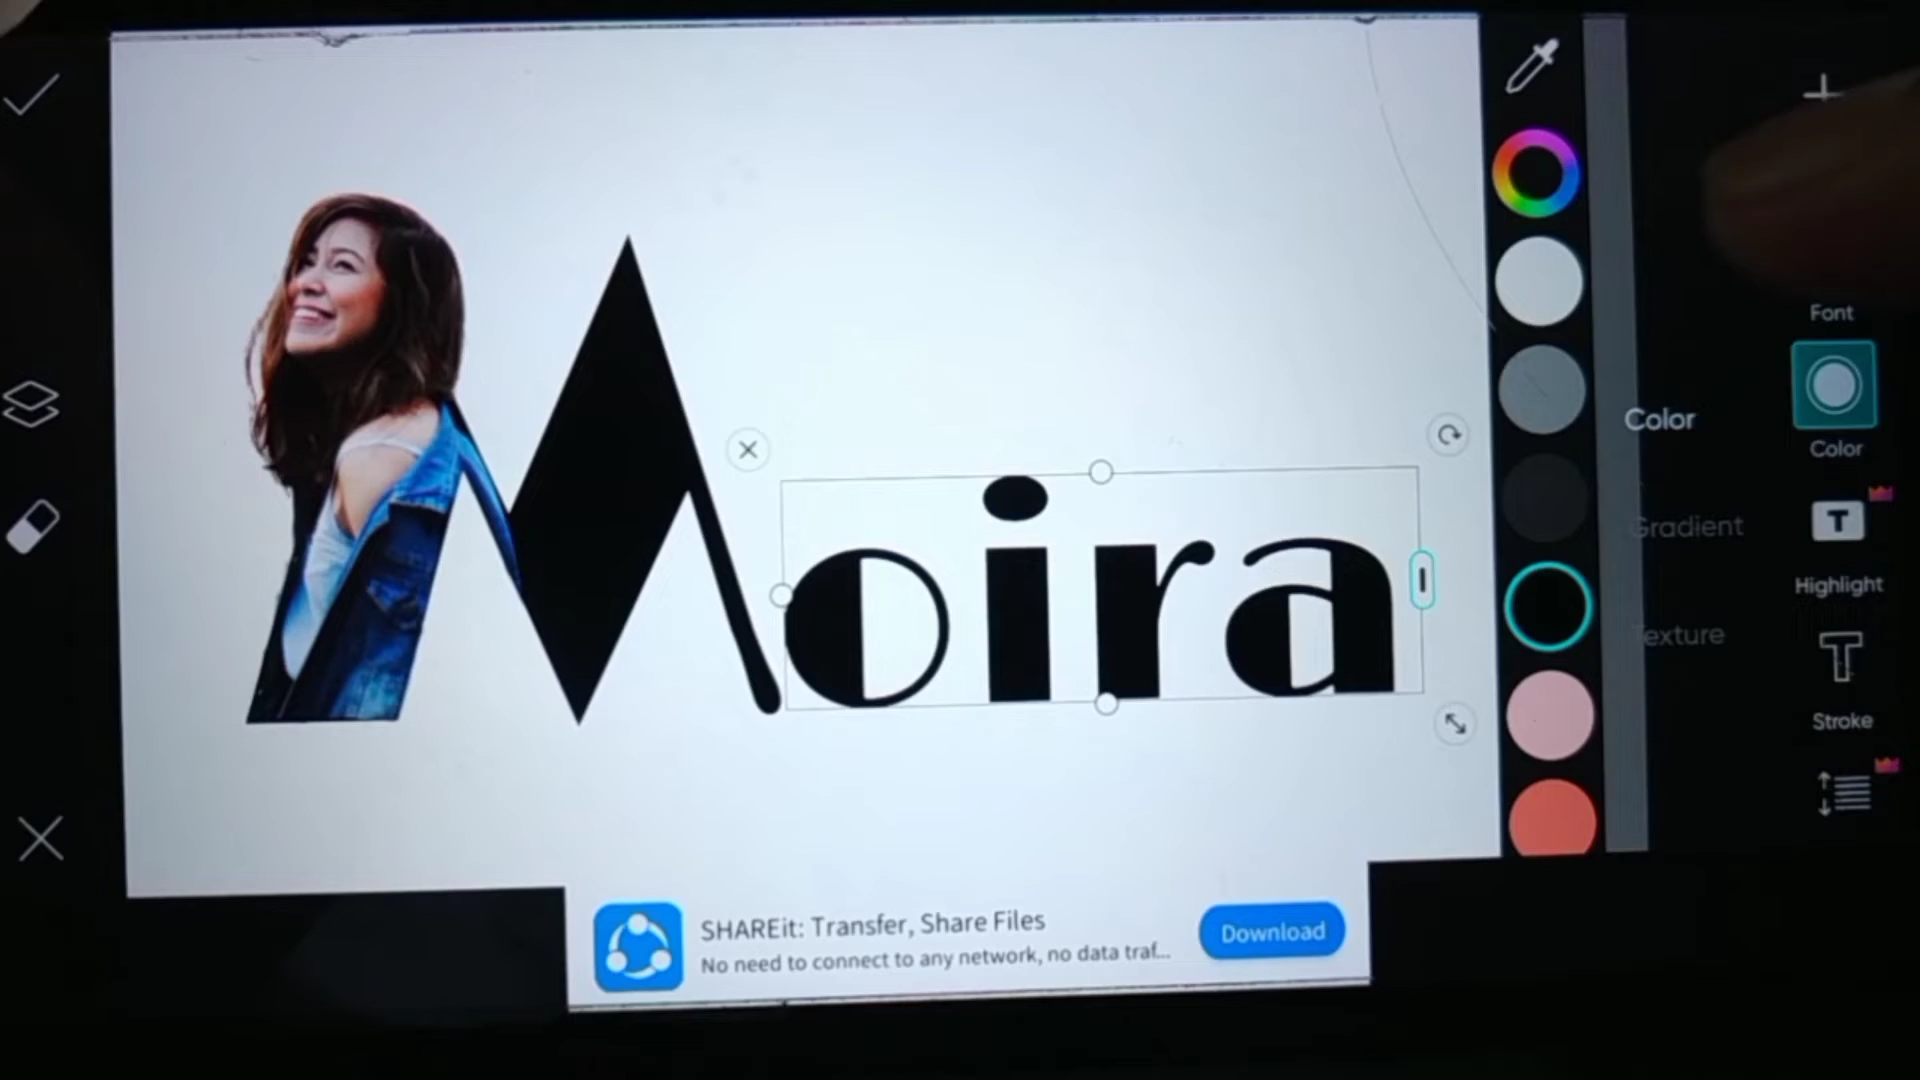 Moira
Font
Color
Color
Gradient
Highlight
Texture
Stroke
SHAREit: Transfer, Share Files
No need to connect to any network, no data traf...
Download